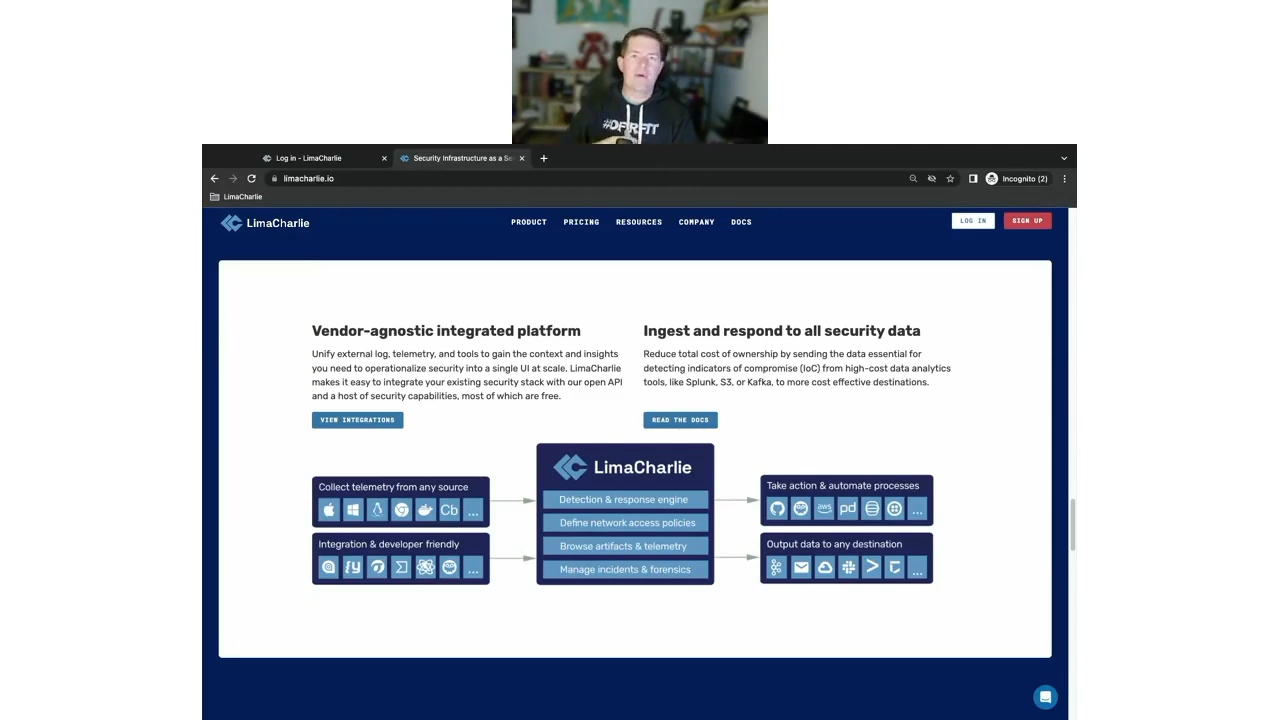 #DFIRFIT
Log in - LimaCharlie
Security Infrastructure as a Se
limacharlie.io
Incognito (2)
LimaCharlie
LimaCharlie
PRODUCT
PRICING
RESOURCES
COMPANY
DOCS
LOG IN
SIGN UP
Vendor-agnostic integrated platform
Unify external log, telemetry, and tools to gain the context and insights
you need to operationalize security into a single UI at scale. LimaCharlie
makes it easy to integrate your existing security stack with our open API
and a host of security capabilities, most of which are free.
VIEW INTEGRATIONS
Ingest and respond to all security data
Reduce total cost of ownership by sending the data essential for
detecting indicators of compromise (IoC) from high-cost data analytics
tools, like Splunk, S3, or Kafka, to more cost effective destinations.
READ THE DOCS
Collect telemetry from any source
Cb
...
Integration & developer friendly
...
LimaCharlie
Detection & response engine
Define network access policies
Browse artifacts & telemetry
Manage incidents & forensics
Take action & automate processes
aws
pd
...
Output data to any destination
...